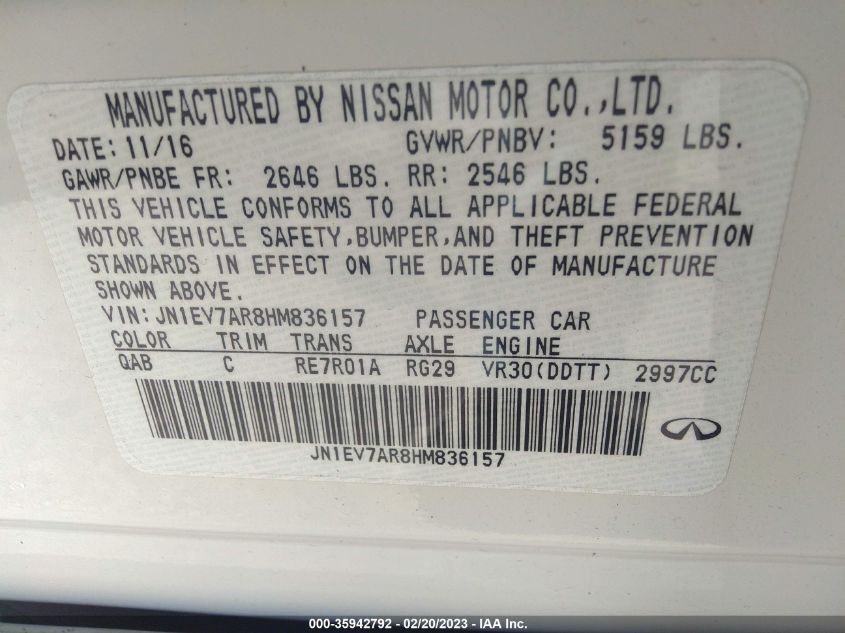 MANUFACTURED BY NISSAN MOTOR CO.,LTD.
DATE: 11/16 GVWR/PNBV: 5159 LBS.
GAWR/PNBE FR: 2646 LBS. RR: 2546 LBS.
THIS VEHICLE CONFORMS TO ALL APPLICABLE FEDERAL
MOTOR VEHICLE SAFETY,BUMPER,AND THEFT PREVENTION
STANDARDS IN EFFECT ON THE DATE OF MANUFACTURE
SHOWN ABOVE.
VIN: JN1EV7AR8HM836157 PASSENGER CAR
COLOR TRIM TRANS AXLE ENGINE
QAB C RE7R01A RG29 VR30(DDTT) 2997CC
JN1EV7AR8HM836157
000-35942792 - 02/20/2023 - IAA Inc.